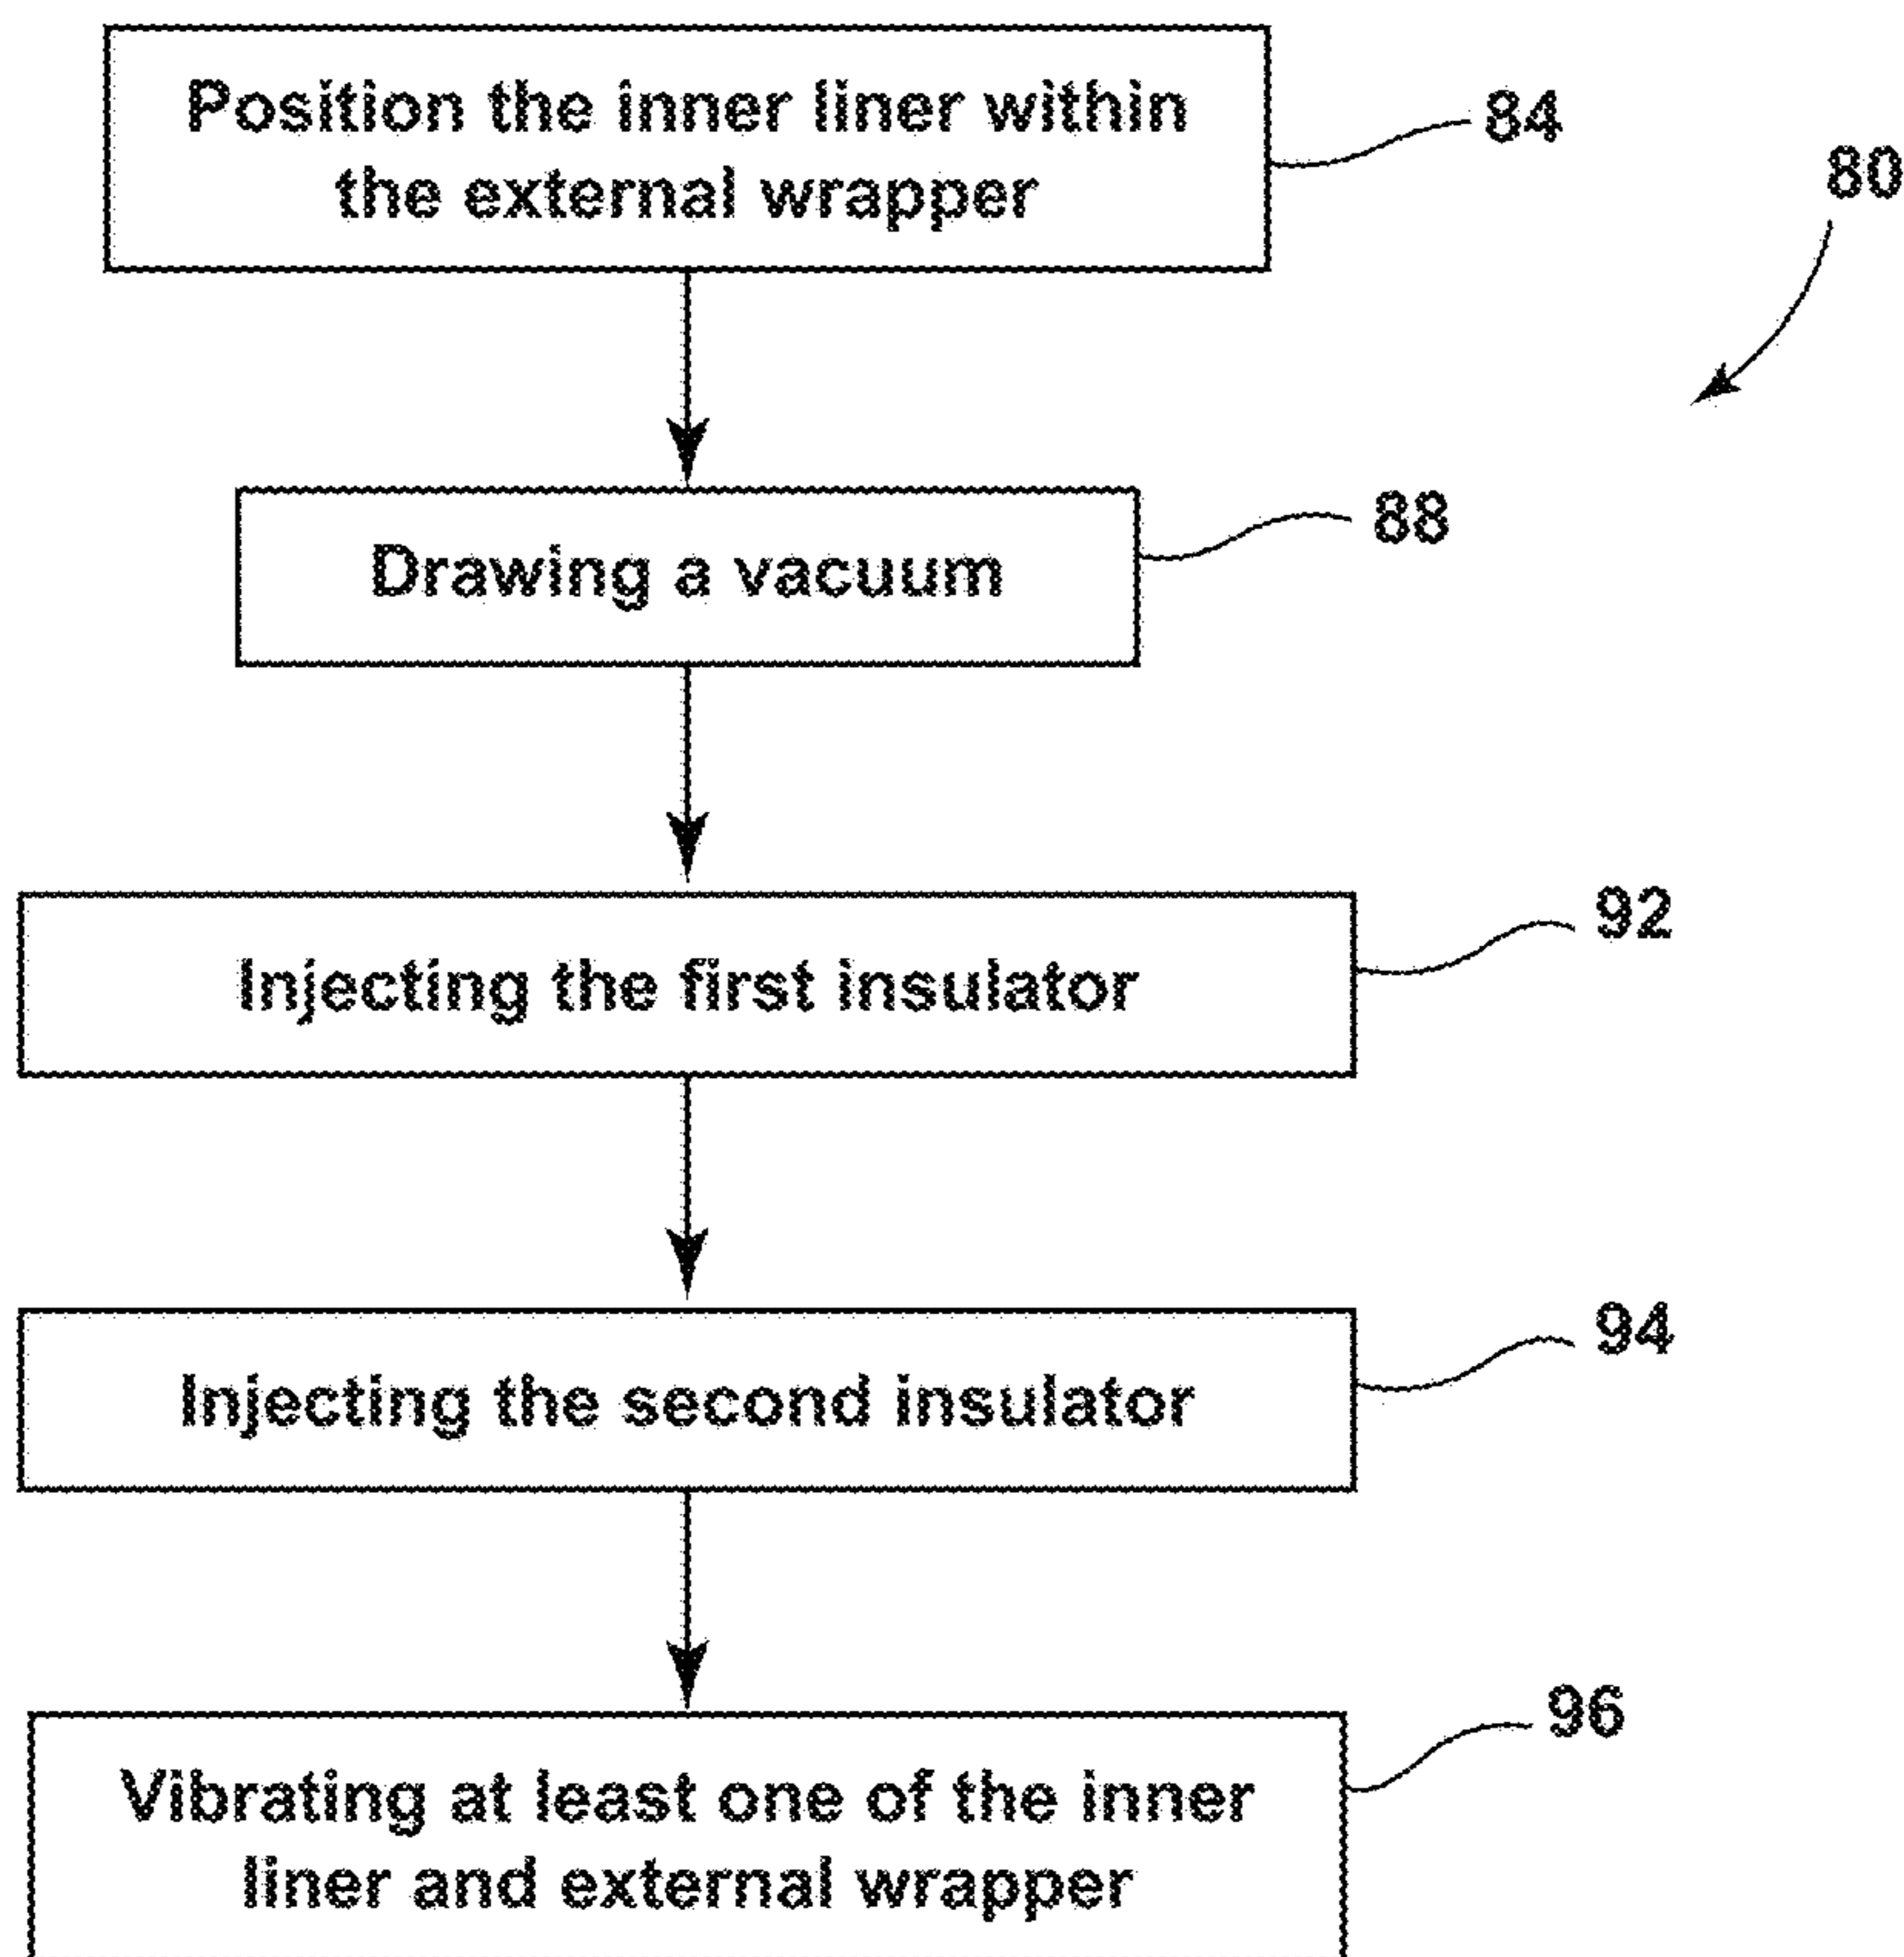 Position the inner liner within
the external wrapper
84
80
Drawing a vacuum
88
Injecting the first insulator
92
Injecting the second insulator
94
Vibrating at least one of the inner
liner and external wrapper
96